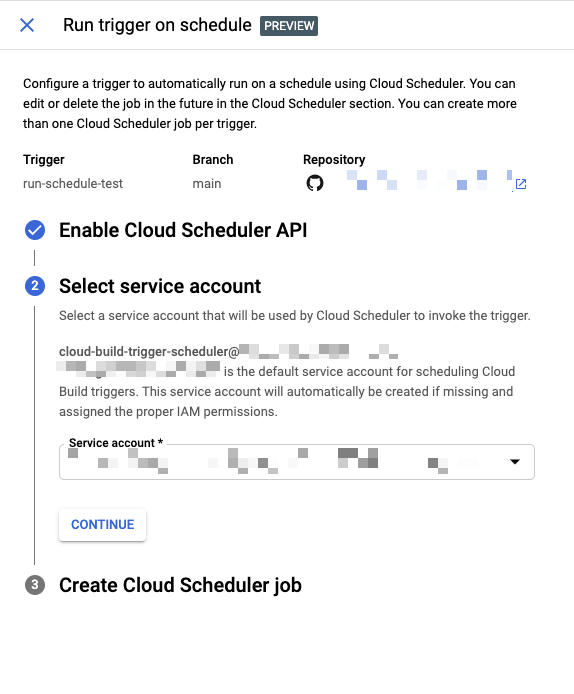 Run trigger on schedule PREVIEW
Configure a trigger to automatically run on a schedule using Cloud Scheduler. You can
edit or delete the job in the future in the Cloud Scheduler section. You can create more
than one Cloud Scheduler job per trigger.
Trigger Branch Repository
run-schedule-test main
Enable Cloud Scheduler API
2 Select service account
Select a service account that will be used by Cloud Scheduler to invoke the trigger.
cloud-build-trigger-scheduler@
is the default service account for scheduling Cloud
Build triggers. This service account will automatically be created if missing and
assigned the proper IAM permissions.
Service account *
CONTINUE
3 Create Cloud Scheduler job